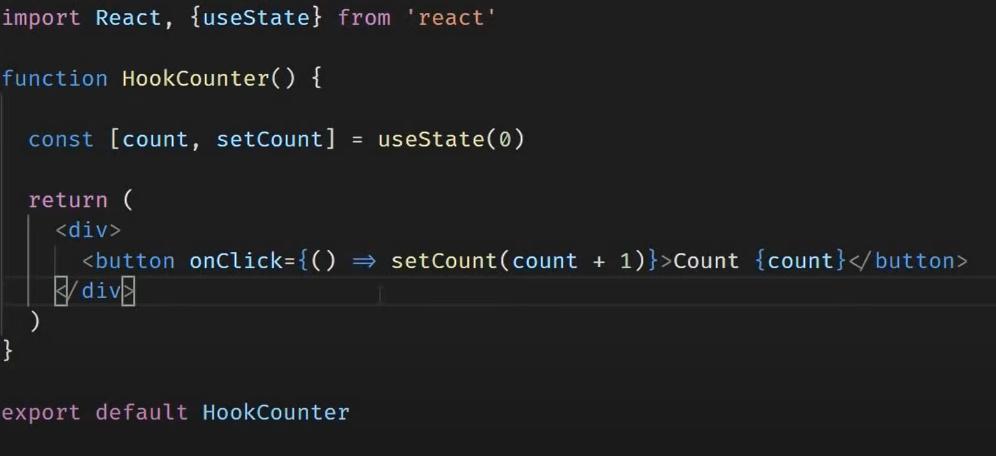 import React, {useState} from 'react'
function HookCounter() {
const [count, setCount] = useState(0)
return (
<div>
<button onClick={() => setCount(count + 1)}>Count {count}</button>
</div>
)
}
export default HookCounter